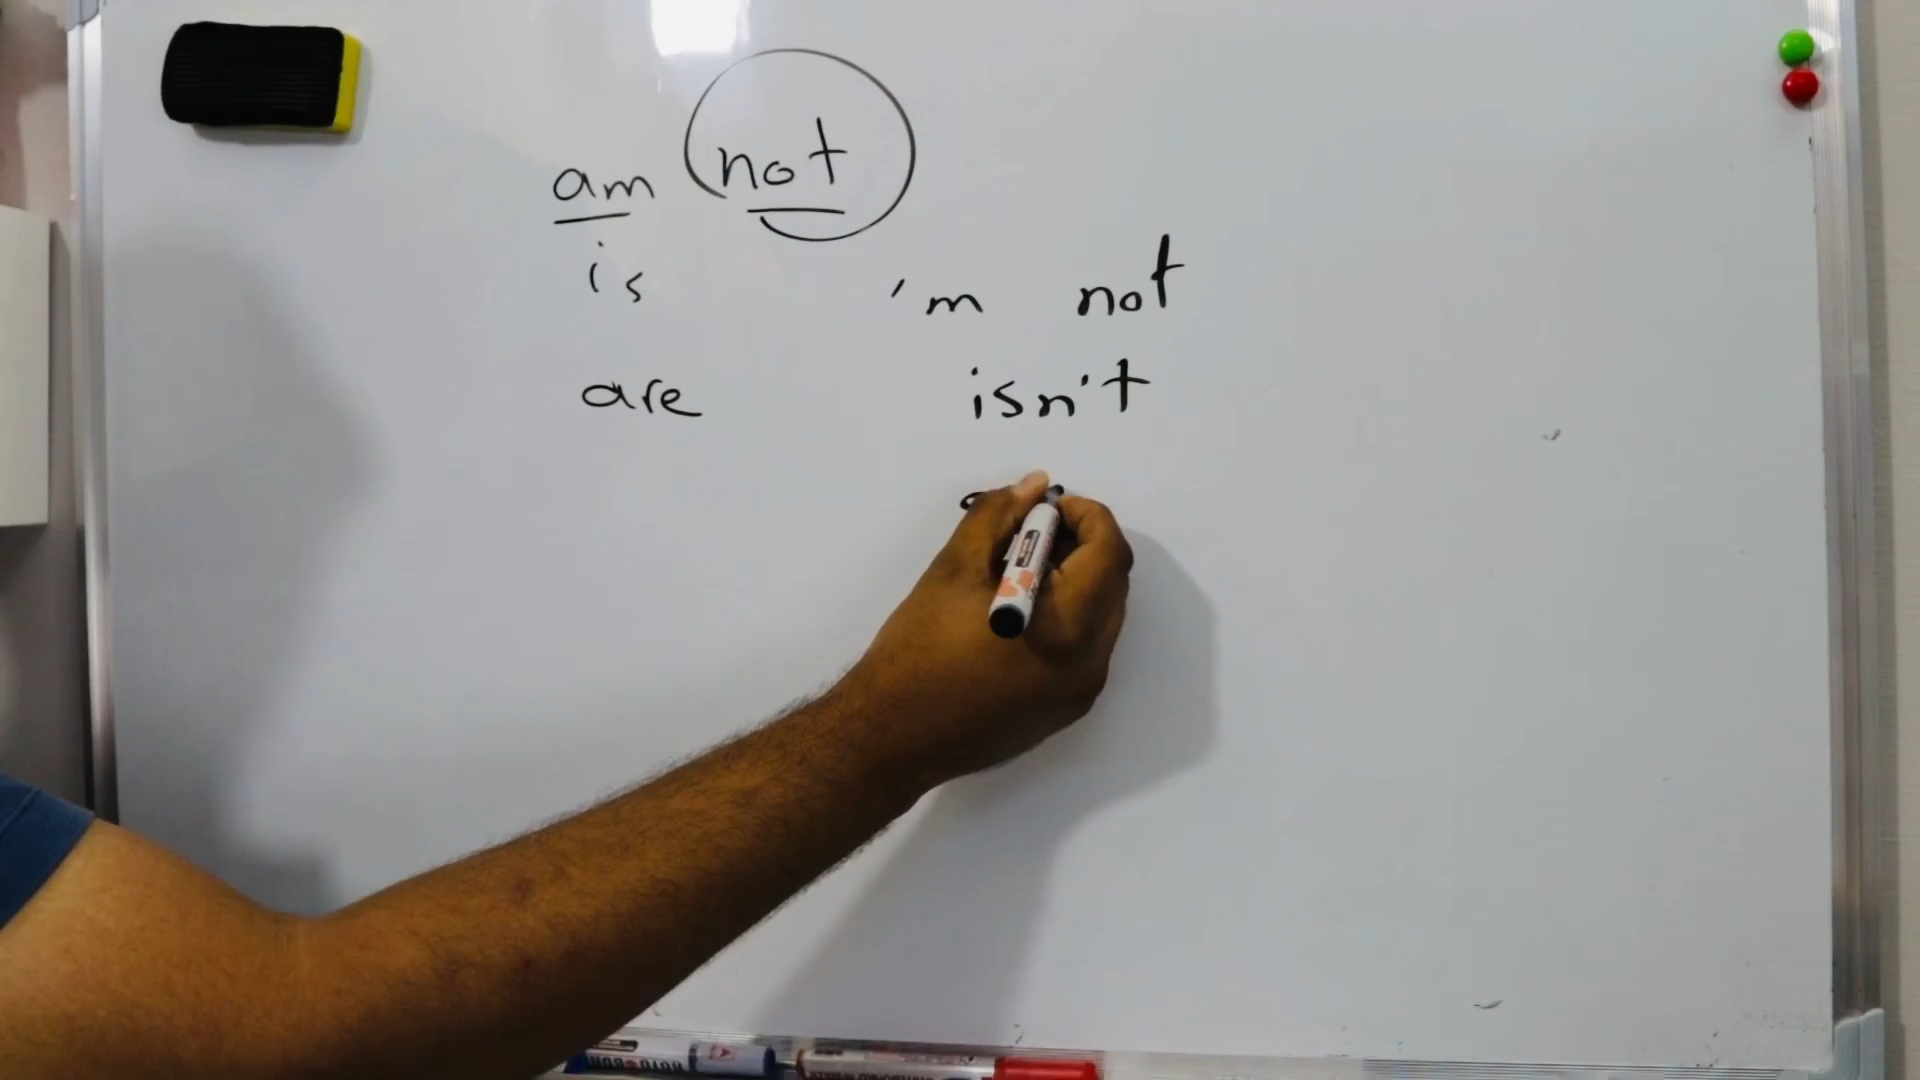 am not
is
'm not
are
isn't